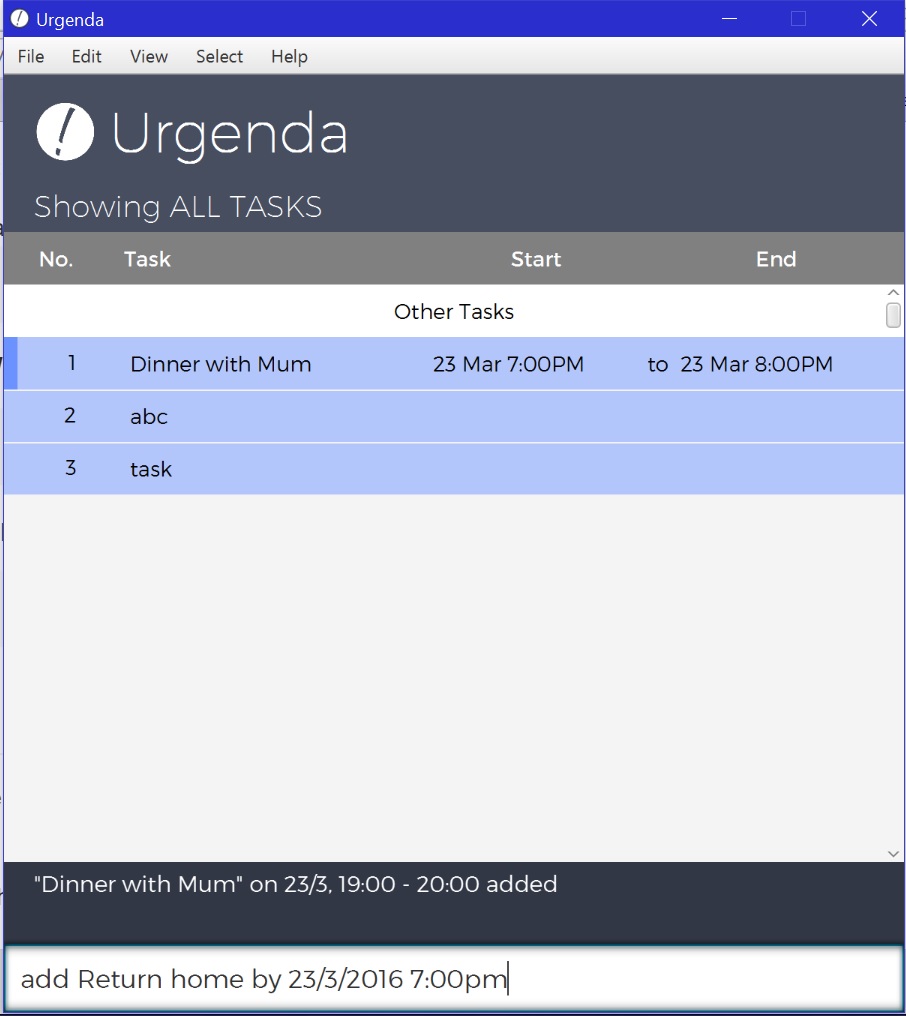 Urgenda
File Edit View Select Help
Urgenda
Showing ALL TASKS
No. Task Start End
Other Tasks
1 Dinner with Mum 23 Mar 7:00PM to 23 Mar 8:00PM
2 abc
3 task
"Dinner with Mum" on 23/3, 19:00 - 20:00 added
add Return home by 23/3/2016 7:00pm